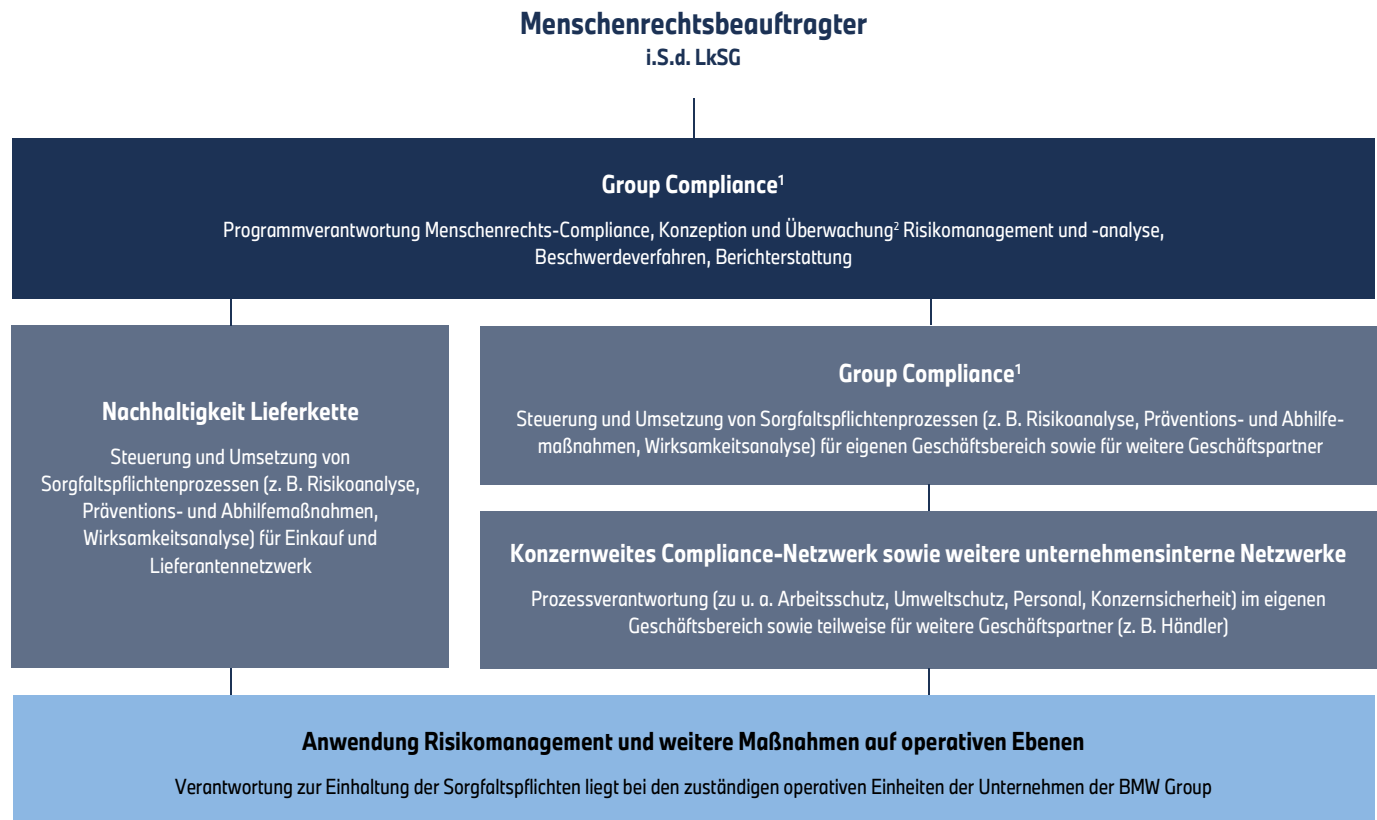 Menschenrechtsbeauftragter
i.S.d. LkSG
Group Compliance¹
Programmverantwortung Menschenrechts-Compliance, Konzeption und Überwachung² Risikomanagement und -analyse,
Beschwerdeverfahren, Berichterstattung
Nachhaltigkeit Lieferkette
Steuerung und Umsetzung von
Sorgfaltspflichtenprozessen (z. B. Risikoanalyse,
Präventions- und Abhilfemaßnahmen,
Wirksamkeitsanalyse) für Einkauf und
Lieferantennetzwerk
Group Compliance¹
Steuerung und Umsetzung von Sorgfaltspflichtenprozessen (z. B. Risikoanalyse, Präventions- und Abhilfe-
maßnahmen, Wirksamkeitsanalyse) für eigenen Geschäftsbereich sowie für weitere Geschäftspartner
Konzernweites Compliance-Netzwerk sowie weitere unternehmensinterne Netzwerke
Prozessverantwortung (zu u. a. Arbeitsschutz, Umweltschutz, Personal, Konzernsicherheit) im eigenen
Geschäftsbereich sowie teilweise für weitere Geschäftspartner (z. B. Händler)
Anwendung Risikomanagement und weitere Maßnahmen auf operativen Ebenen
Verantwortung zur Einhaltung der Sorgfaltspflichten liegt bei den zuständigen operativen Einheiten der Unternehmen der BMW Group